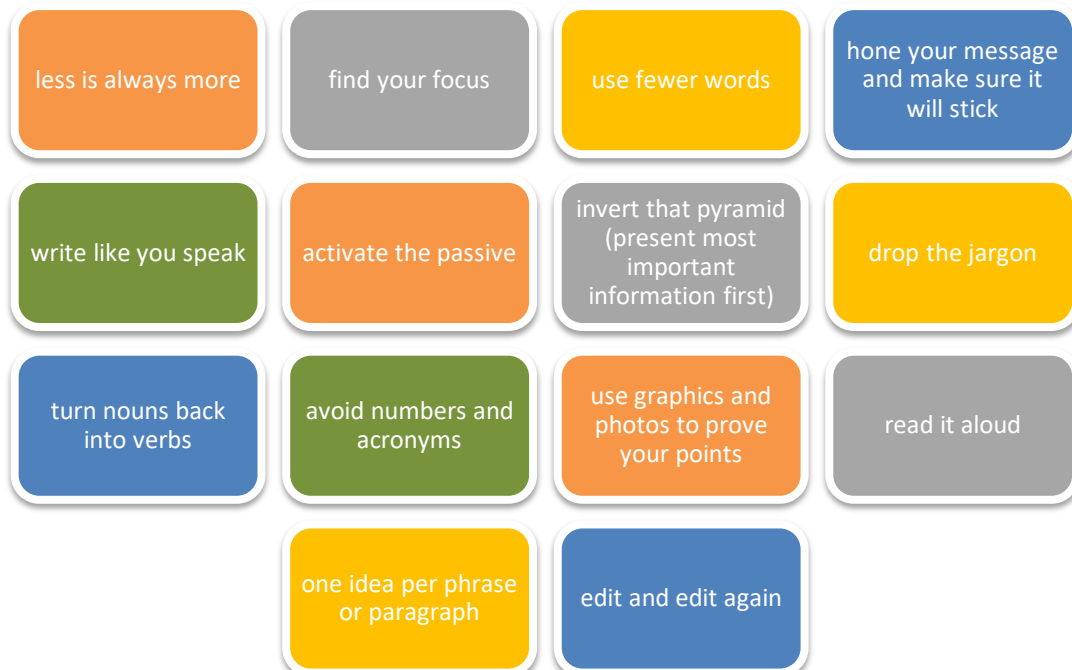 less is always more
find your focus
use fewer words
hone your message
and make sure it
will stick
write like you speak
activate the passive
invert that pyramid
(present most
important
information first)
drop the jargon
turn nouns back
into verbs
avoid numbers and
acronyms
use graphics and
photos to prove
your points
read it aloud
one idea per phrase
or paragraph
edit and edit again